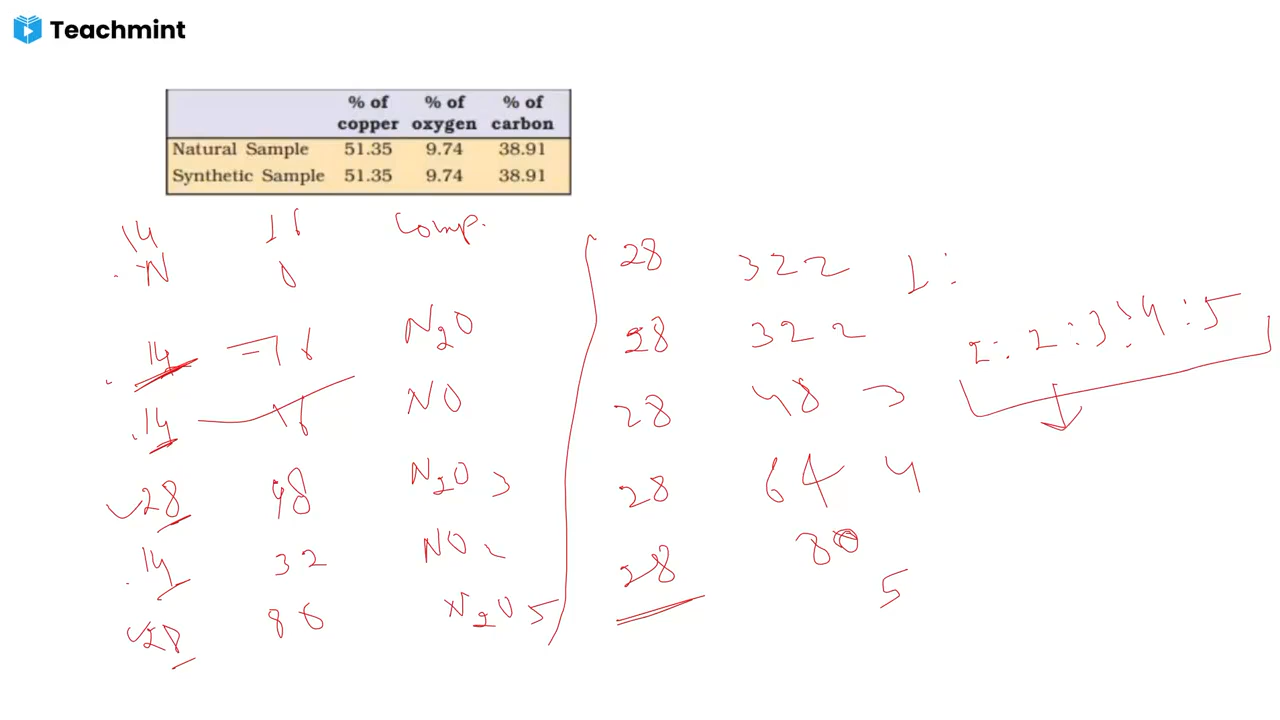 Teachmint
% of copper % of oxygen % of carbon
Natural Sample 51.35 9.74 38.91
Synthetic Sample 51.35 9.74 38.91
14 16 Comp.
N O
14 16 N2O
14 16 NO
28 48 N2O3
14 32 NO2
28 80 N2O5
28 32 2 1:
28 32 2
28 48 3
28 64 4
28 80
5
1:2:3:4:5